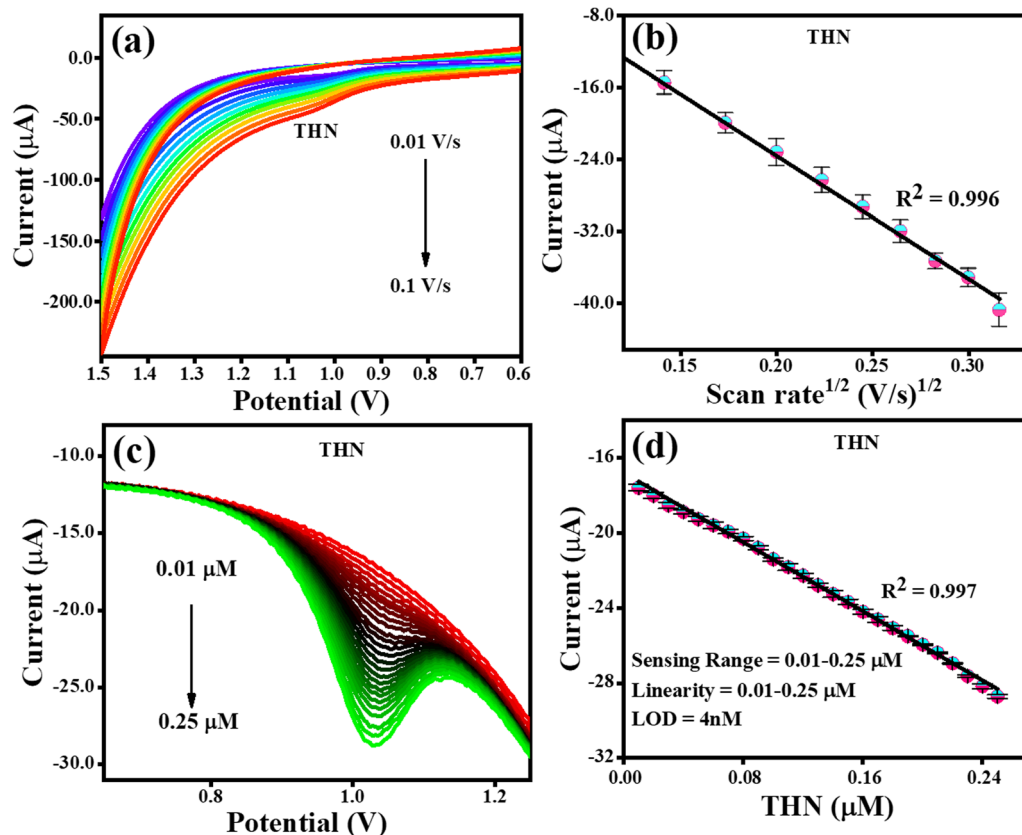 (a)
0.0
-50.0
-100.0
-150.0
-200.0
Current (μA)
THN
0.01 V/s
0.1 V/s
1.5 1.4 1.3 1.2 1.1 1.0 0.9 0.8 0.7 0.6
Potential (V)
(b)
THN
-8.0
-16.0
-24.0
-32.0
-40.0
Current (μA)
R² = 0.996
0.15 0.20 0.25 0.30
Scan rate^1/2 (V/s)^1/2
(c)
THN
-10.0
-15.0
-20.0
-25.0
-30.0
Current (μA)
0.01 μM
0.25 μM
0.8 1.0 1.2
Potential (V)
(d)
THN
-16
-20
-24
-28
-32
Current (μA)
R² = 0.997
Sensing Range = 0.01-0.25 μM
Linearity = 0.01-0.25 μM
LOD = 4nM
0.00 0.08 0.16 0.24
THN (μM)